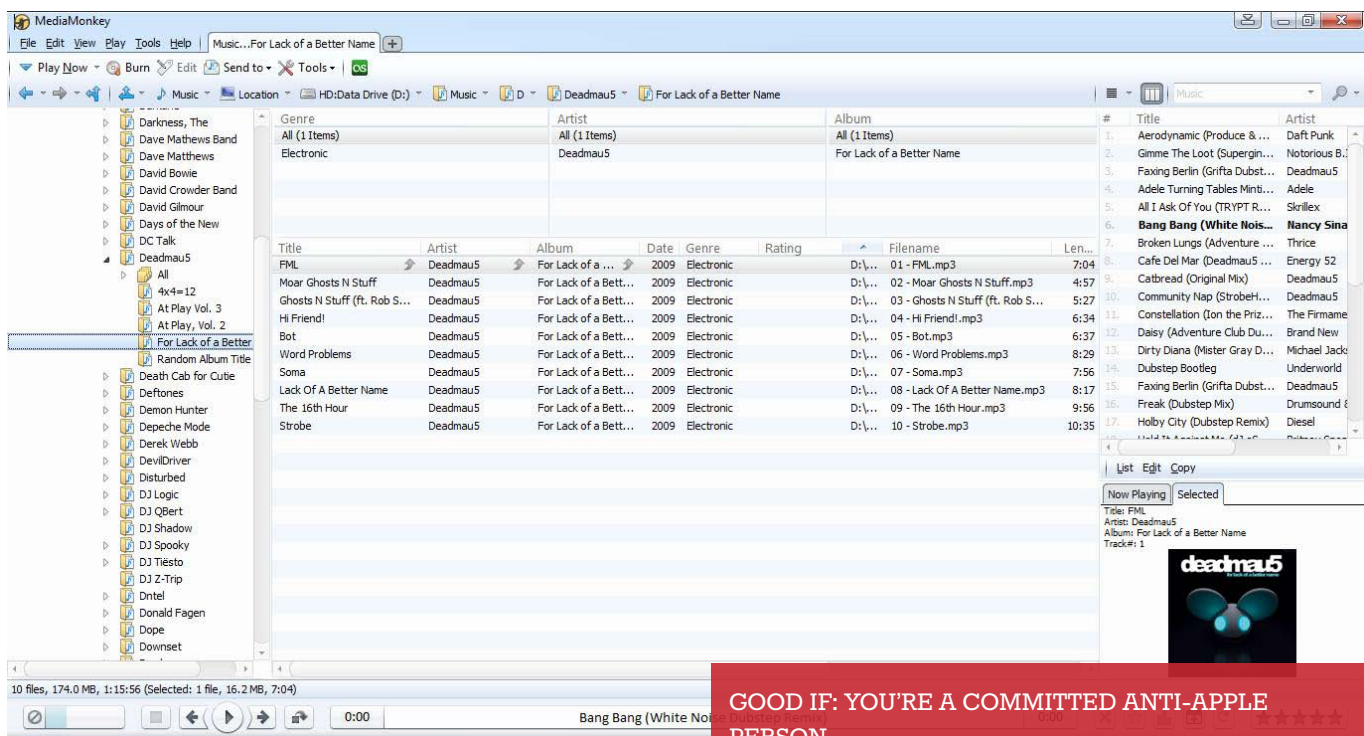 MediaMonkey
File Edit View Play Tools Help Music...For Lack of a Better Name
Play Now Burn Edit Send to Tools os
Music Location HD:Data Drive (D:) Music D Deadmau5 For Lack of a Better Name Music
Darkness, The
Dave Mathews Band
Dave Matthews
David Bowie
David Crowder Band
David Gilmour
Days of the New
DC Talk
Deadmau5
All
4x4=12
At Play Vol. 3
At Play, Vol. 2
For Lack of a Better
Random Album Title
Death Cab for Cutie
Deftones
Demon Hunter
Depeche Mode
Derek Webb
DevilDriver
Disturbed
DJ Logic
DJ QBert
DJ Shadow
DJ Spooky
DJ Tiësto
DJ Z-Trip
Dntel
Donald Fagen
Dope
Downset
Genre Artist Album
All (1 Items) All (1 Items) All (1 Items)
Electronic Deadmau5 For Lack of a Better Name
Title Artist Album Date Genre Rating Filename Len...
FML Deadmau5 For Lack of a ... 2009 Electronic D:\... 01 - FML.mp3 7:04
Moar Ghosts N Stuff Deadmau5 For Lack of a Bett... 2009 Electronic D:\... 02 - Moar Ghosts N Stuff.mp3 4:57
Ghosts N Stuff (ft. Rob S... Deadmau5 For Lack of a Bett... 2009 Electronic D:\... 03 - Ghosts N Stuff (ft. Rob S... 5:27
Hi Friend! Deadmau5 For Lack of a Bett... 2009 Electronic D:\... 04 - Hi Friend!.mp3 6:34
Bot Deadmau5 For Lack of a Bett... 2009 Electronic D:\... 05 - Bot.mp3 6:37
Word Problems Deadmau5 For Lack of a Bett... 2009 Electronic D:\... 06 - Word Problems.mp3 8:29
Soma Deadmau5 For Lack of a Bett... 2009 Electronic D:\... 07 - Soma.mp3 7:56
Lack Of A Better Name Deadmau5 For Lack of a Bett... 2009 Electronic D:\... 08 - Lack Of A Better Name.mp3 8:17
The 16th Hour Deadmau5 For Lack of a Bett... 2009 Electronic D:\... 09 - The 16th Hour.mp3 9:56
Strobe Deadmau5 For Lack of a Bett... 2009 Electronic D:\... 10 - Strobe.mp3 10:35
# Title Artist
1. Aerodynamic (Produce & ... Daft Punk
2. Gimme The Loot (Supergin... Notorious B.I
3. Faxing Berlin (Grifta Dubst... Deadmau5
4. Adele Turning Tables Minti... Adele
5. All I Ask Of You (TRYPT R... Skrillex
6. Bang Bang (White Nois... Nancy Sina
7. Broken Lungs (Adventure ... Thrice
8. Cafe Del Mar (Deadmau5 ... Energy 52
9. Catbread (Original Mix) Deadmau5
10. Community Nap (StrobeH... Deadmau5
11. Constellation (Ion the Priz... The Firmame
12. Daisy (Adventure Club Du... Brand New
13. Dirty Diana (Mister Gray D... Michael Jack
14. Dubstep Bootleg Underworld
15. Faxing Berlin (Grifta Dubst... Deadmau5
16. Freak (Dubstep Mix) Drumsound &
17. Holby City (Dubstep Remix) Diesel
List Edit Copy
Now Playing Selected
Title: FML
Artist: Deadmau5
Album: For Lack of a Better Name
Track#: 1
deadmau5
for lack of a better name
10 files, 174.0 MB, 1:15:56 (Selected: 1 file, 16.2 MB, 7:04)
0:00 Bang Bang (White Noise Dubstep Remix) 0:00
GOOD IF: YOU'RE A COMMITTED ANTI-APPLE
PERSON